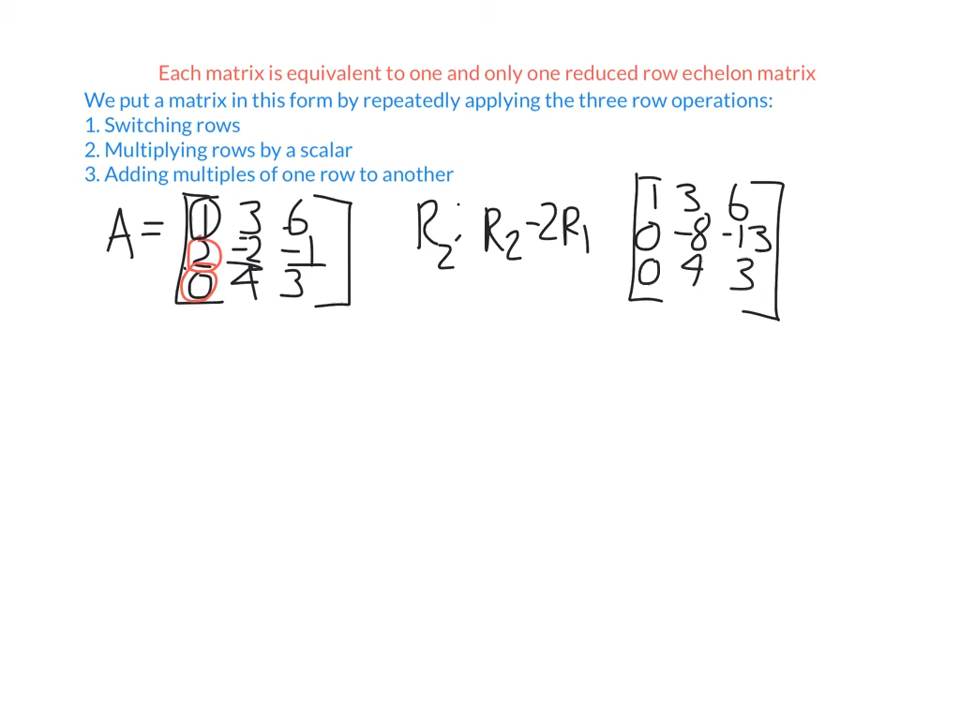 Each matrix is equivalent to one and only one reduced row echelon matrix
We put a matrix in this form by repeatedly applying the three row operations:
1. Switching rows
2. Multiplying rows by a scalar
3. Adding multiples of one row to another
A = [1 3 6
2 -2 -1
0 4 3]
R₂: R₂-2R₁
[1 3 6
0 -8 -13
0 4 3]